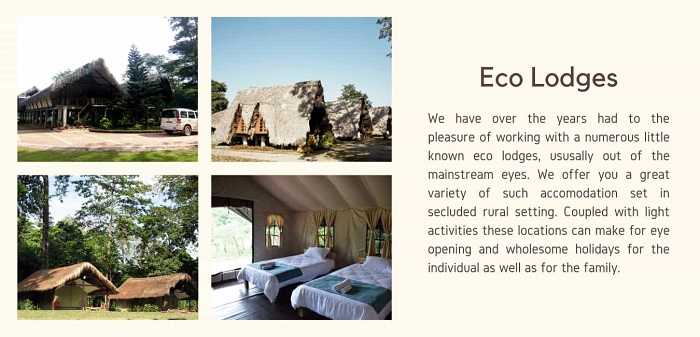 Eco Lodges
We have over the years had to the
pleasure of working with a numerous little
known eco lodges, ususally out of the
mainstream eyes. We offer you a great
variety of such accomodation set in
secluded rural setting. Coupled with light
activities these locations can make for eye
opening and wholesome holidays for the
individual as well as for the family.